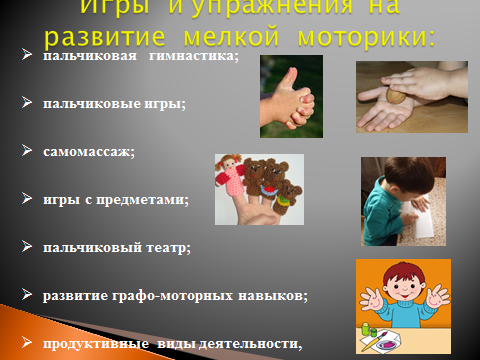 Игры и упражнения на
развитие мелкой моторики:
пальчиковая гимнастика;
пальчиковые игры;
самомассаж;
игры с предметами;
пальчиковый театр;
развитие графо-моторных навыков;
продуктивные виды деятельности,